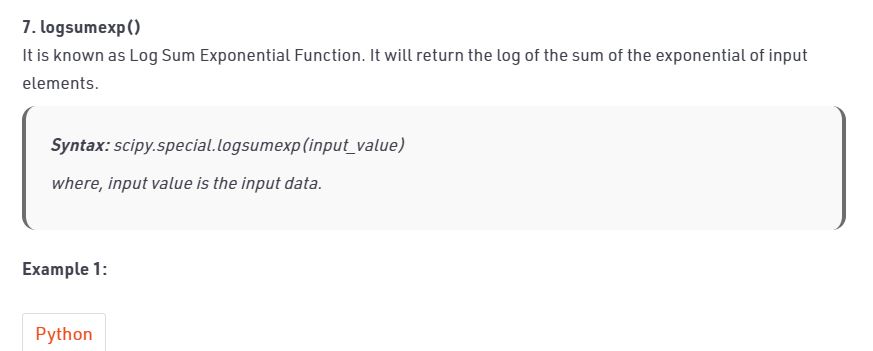 7. logsumexp()
It is known as Log Sum Exponential Function. It will return the log of the sum of the exponential of input
elements.
Syntax: scipy.special.logsumexp(input_value)
where, input value is the input data.
Example 1:
Python